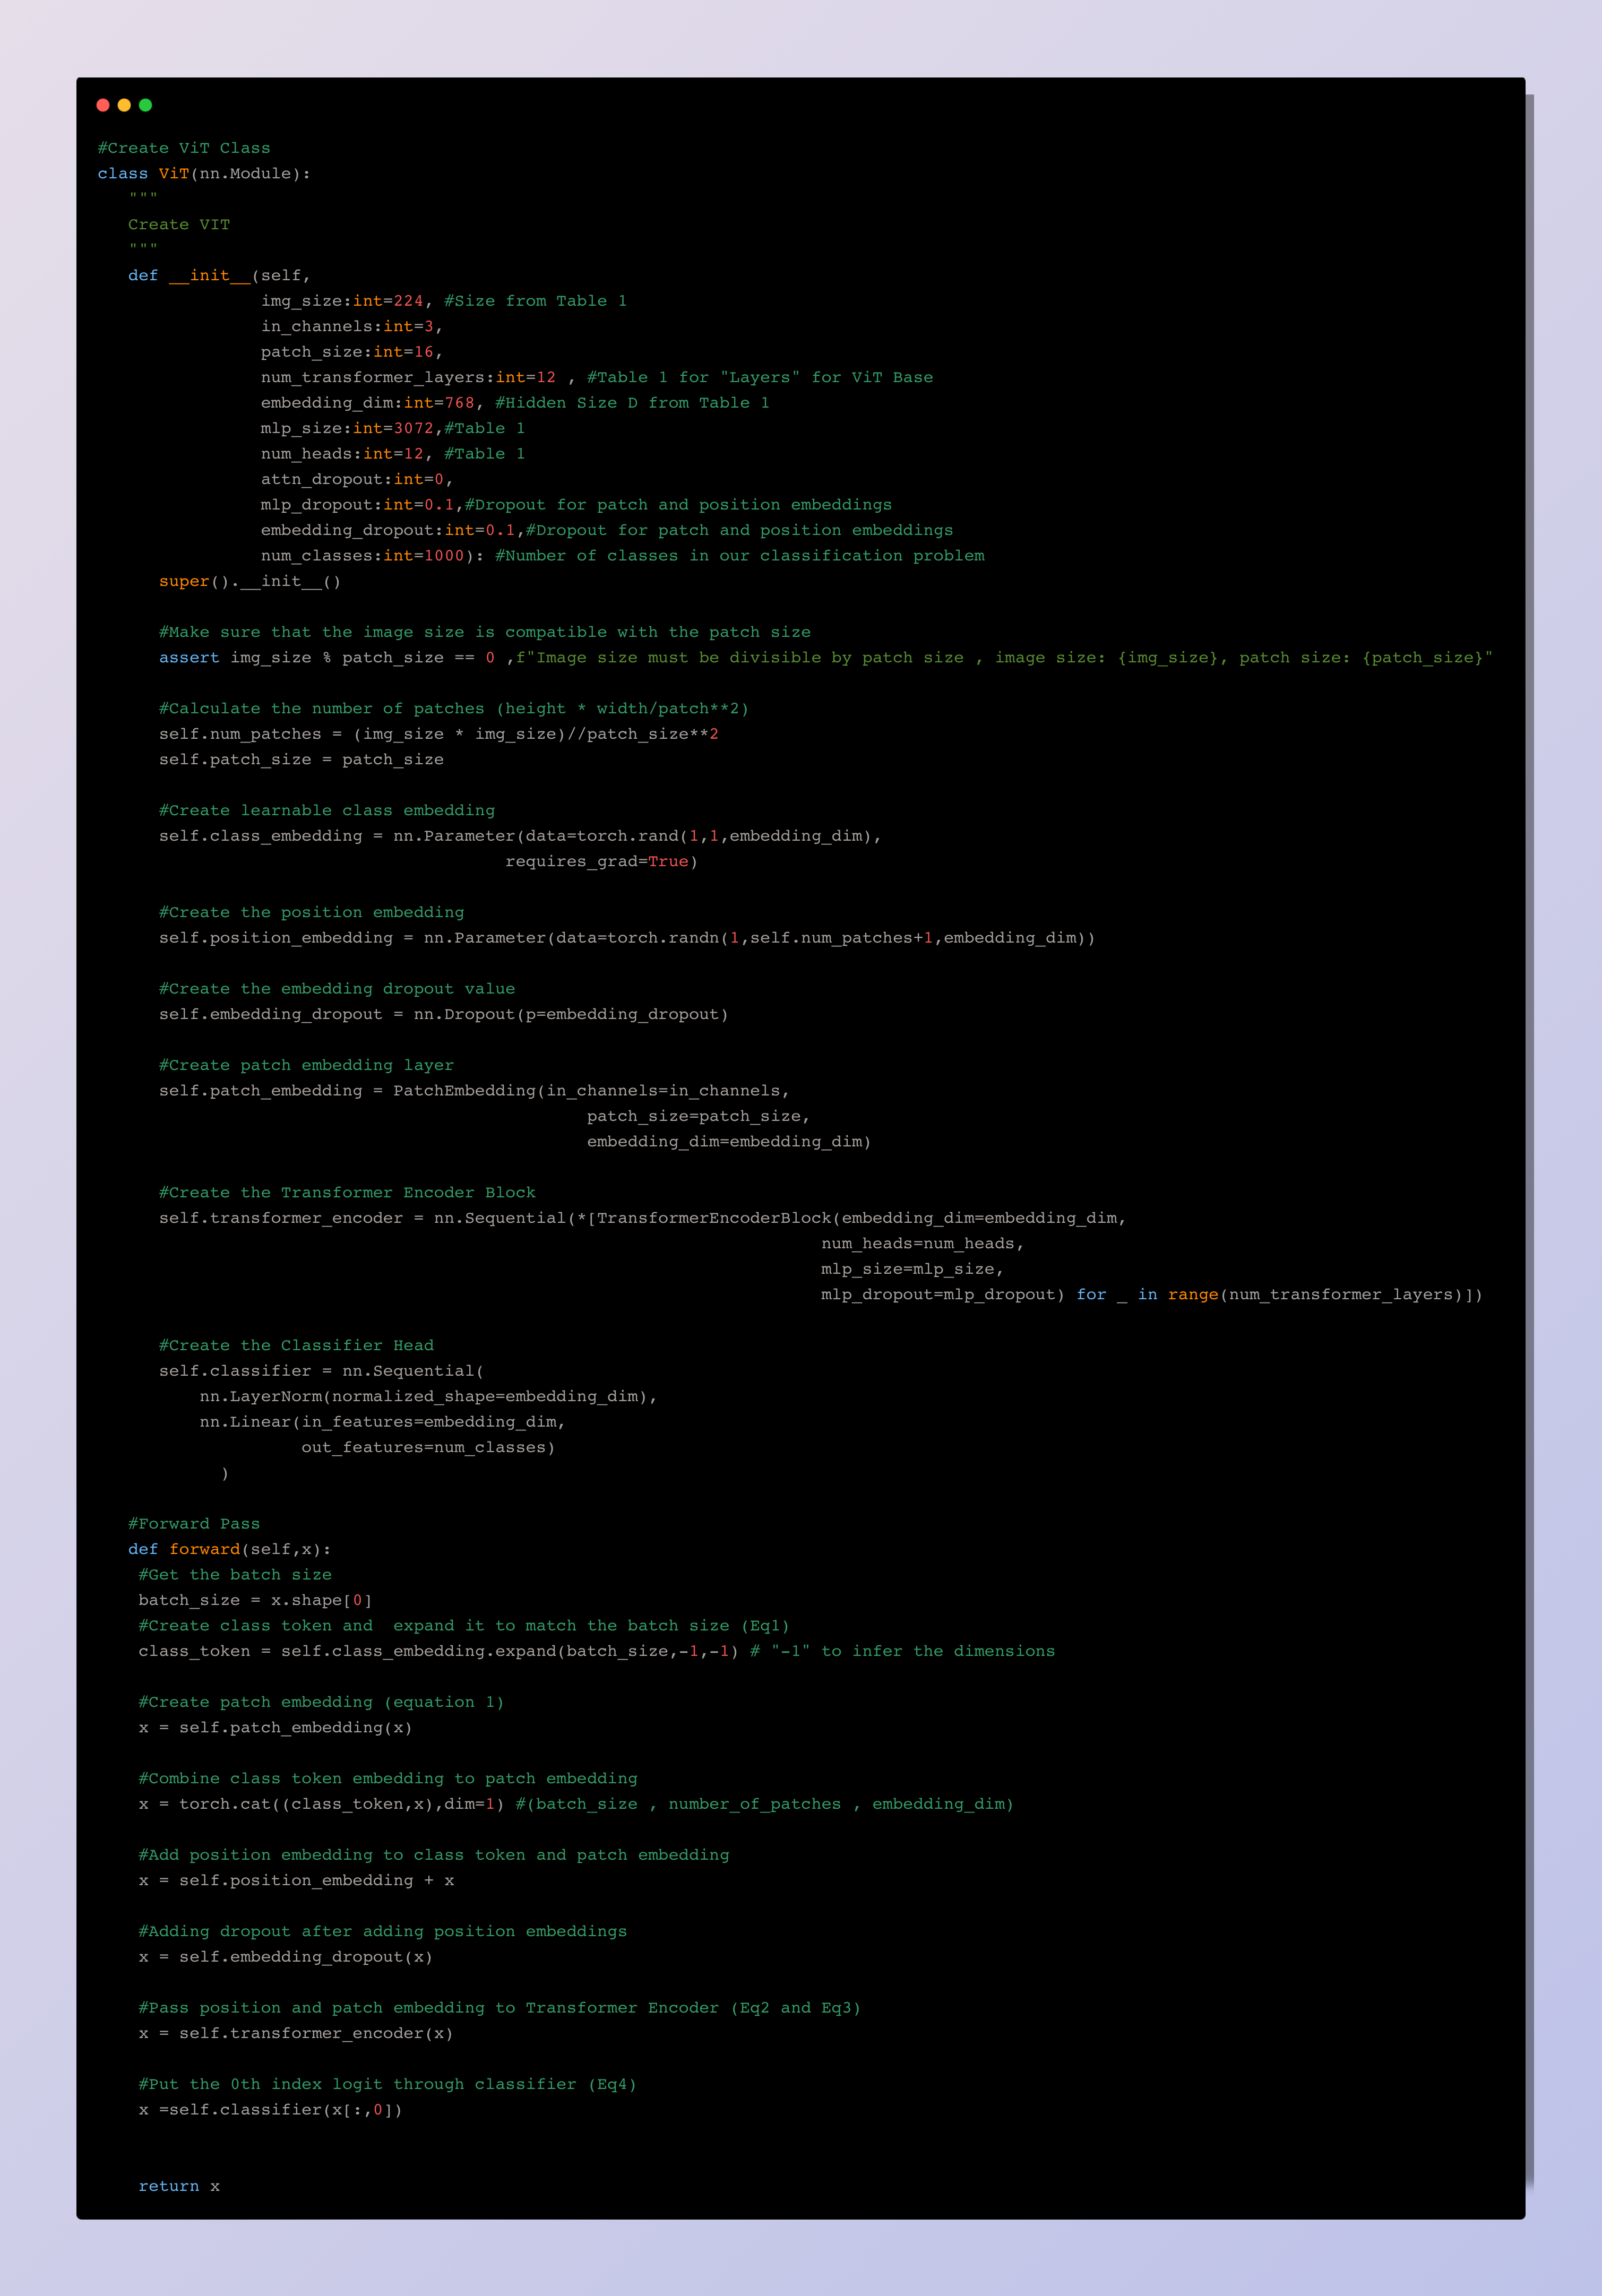 #Create ViT Class
class ViT(nn.Module):
   """
   Create VIT
   """
   def __init__(self,
                img_size:int=224, #Size from Table 1
                in_channels:int=3,
                patch_size:int=16,
                num_transformer_layers:int=12 , #Table 1 for "Layers" for ViT Base
                embedding_dim:int=768, #Hidden Size D from Table 1
                mlp_size:int=3072,#Table 1
                num_heads:int=12, #Table 1
                attn_dropout:int=0,
                mlp_dropout:int=0.1,#Dropout for patch and position embeddings
                embedding_dropout:int=0.1,#Dropout for patch and position embeddings
                num_classes:int=1000): #Number of classes in our classification problem
      super().__init__()

      #Make sure that the image size is compatible with the patch size
      assert img_size % patch_size == 0 ,f"Image size must be divisible by patch size , image size: {img_size}, patch size: {patch_size}"

      #Calculate the number of patches (height * width/patch**2)
      self.num_patches = (img_size * img_size)//patch_size**2
      self.patch_size = patch_size

      #Create learnable class embedding
      self.class_embedding = nn.Parameter(data=torch.rand(1,1,embedding_dim),
                                        requires_grad=True)

      #Create the position embedding
      self.position_embedding = nn.Parameter(data=torch.randn(1,self.num_patches+1,embedding_dim))

      #Create the embedding dropout value
      self.embedding_dropout = nn.Dropout(p=embedding_dropout)

      #Create patch embedding layer
      self.patch_embedding = PatchEmbedding(in_channels=in_channels,
                                                patch_size=patch_size,
                                                embedding_dim=embedding_dim)

      #Create the Transformer Encoder Block
      self.transformer_encoder = nn.Sequential(*[TransformerEncoderBlock(embedding_dim=embedding_dim,
                                                                       num_heads=num_heads,
                                                                       mlp_size=mlp_size,
                                                                       mlp_dropout=mlp_dropout) for _ in range(num_transformer_layers)])

      #Create the Classifier Head
      self.classifier = nn.Sequential(
          nn.LayerNorm(normalized_shape=embedding_dim),
          nn.Linear(in_features=embedding_dim,
                    out_features=num_classes)
            )

   #Forward Pass
   def forward(self,x):
    #Get the batch size
    batch_size = x.shape[0]
    #Create class token and  expand it to match the batch size (Eq1)
    class_token = self.class_embedding.expand(batch_size,-1,-1) # "-1" to infer the dimensions

    #Create patch embedding (equation 1)
    x = self.patch_embedding(x)

    #Combine class token embedding to patch embedding
    x = torch.cat((class_token,x),dim=1) #(batch_size , number_of_patches , embedding_dim)

    #Add position embedding to class token and patch embedding
    x = self.position_embedding + x

    #Adding dropout after adding position embeddings
    x = self.embedding_dropout(x)

    #Pass position and patch embedding to Transformer Encoder (Eq2 and Eq3)
    x = self.transformer_encoder(x)

    #Put the 0th index logit through classifier (Eq4)
    x =self.classifier(x[:,0])


    return x